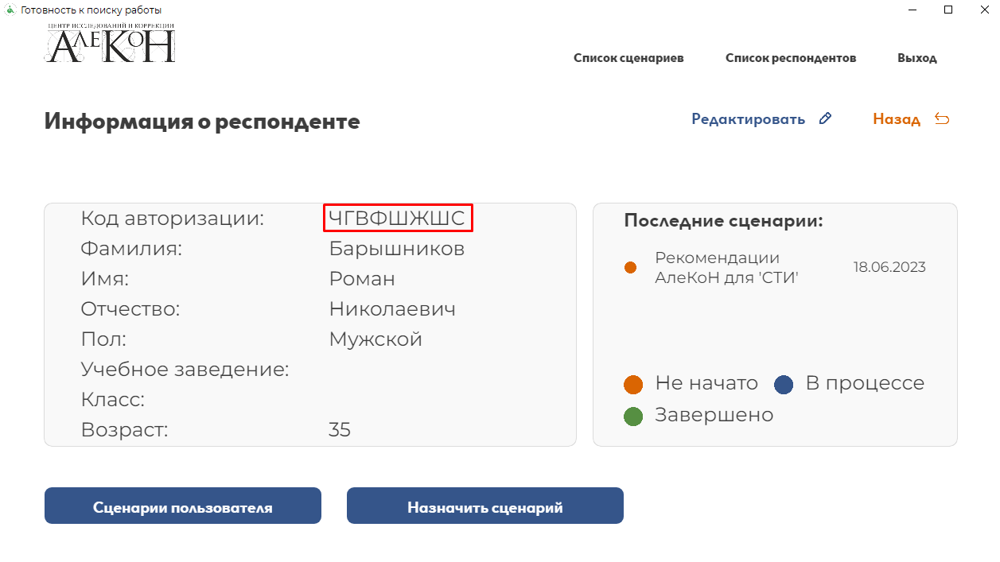 Готовность к поиску работы
ЦЕНТР ИССЛЕДОВАНИЙ И КОРРЕКЦИИ
АлеКоН
Список сценариев
Список респондентов
Выход
Информация о респонденте
Редактировать
Назад
Код авторизации: ЧГВФШЖШС
Фамилия: Барышников
Имя: Роман
Отчество: Николаевич
Пол: Мужской
Учебное заведение:
Класс:
Возраст: 35
Последние сценарии:
Рекомендации
АлеКоН для 'СТИ'
18.06.2023
Не начато
В процессе
Завершено
Сценарии пользователя
Назначить сценарий